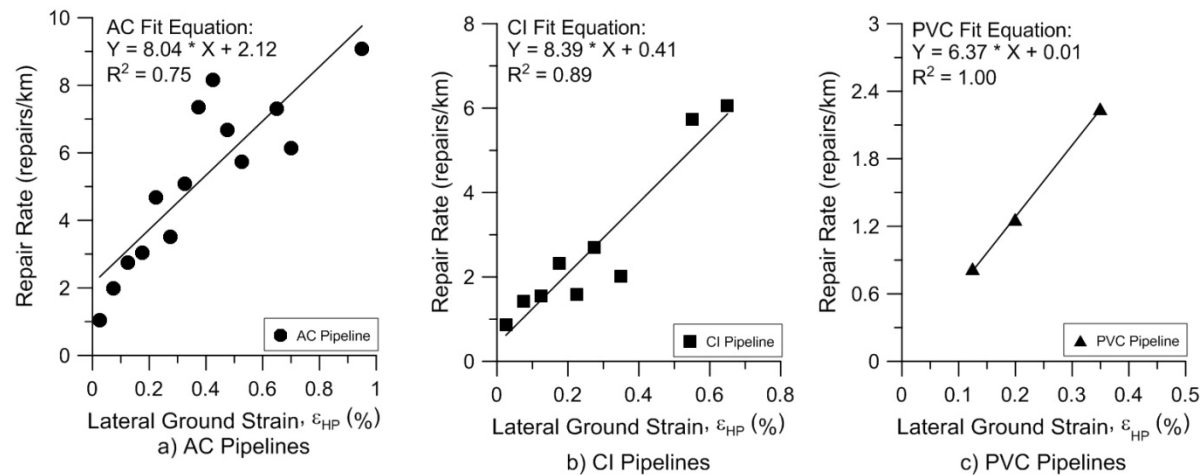 AC Fit Equation:
Y = 8.04 * X + 2.12
R² = 0.75
Repair Rate (repairs/km)
10
8
6
4
2
0
AC Pipeline
0 0.2 0.4 0.6 0.8 1
Lateral Ground Strain, εHP (%)
a) AC Pipelines
CI Fit Equation:
Y = 8.39 * X + 0.41
R² = 0.89
Repair Rate (repairs/km)
8
6
4
2
0
CI Pipeline
0 0.2 0.4 0.6 0.8
Lateral Ground Strain, εHP (%)
b) CI Pipelines
PVC Fit Equation:
Y = 6.37 * X + 0.01
R² = 1.00
Repair Rate (repairs/km)
3
2.4
1.8
1.2
0.6
0
PVC Pipeline
0 0.1 0.2 0.3 0.4 0.5
Lateral Ground Strain, εHP (%)
c) PVC Pipelines